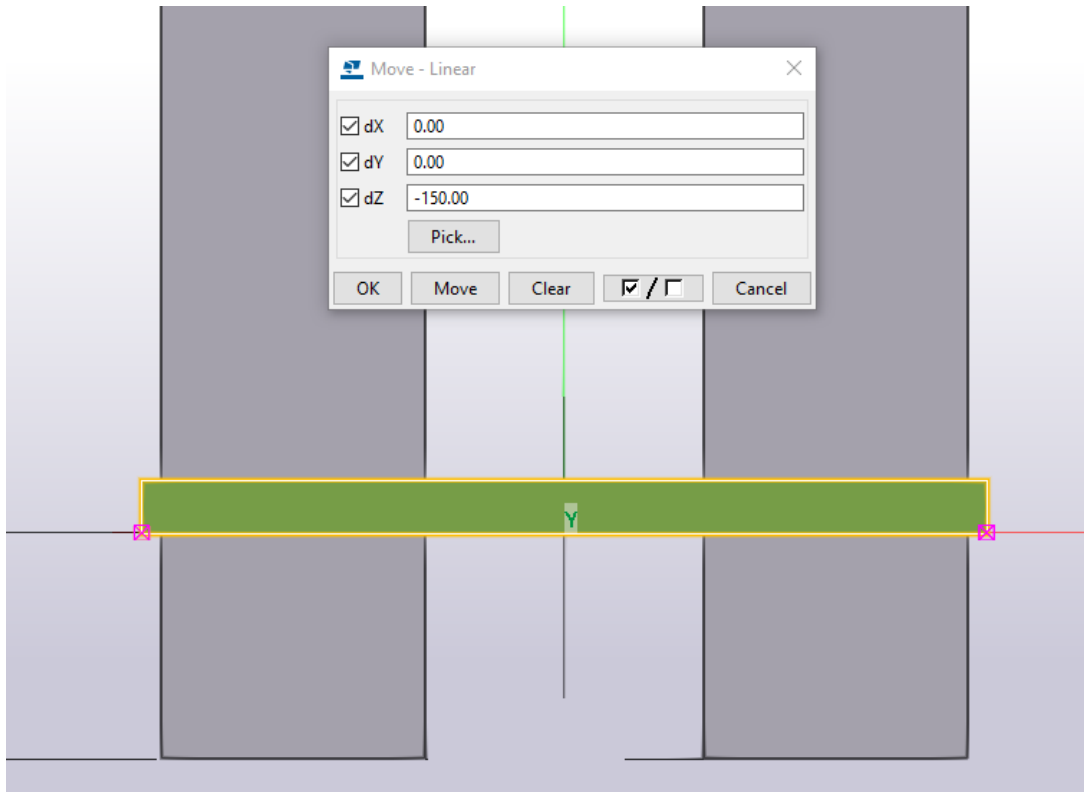 Move - Linear
dX 0.00
dY 0.00
dZ -150.00
Pick...
OK Move Clear / Cancel
Y